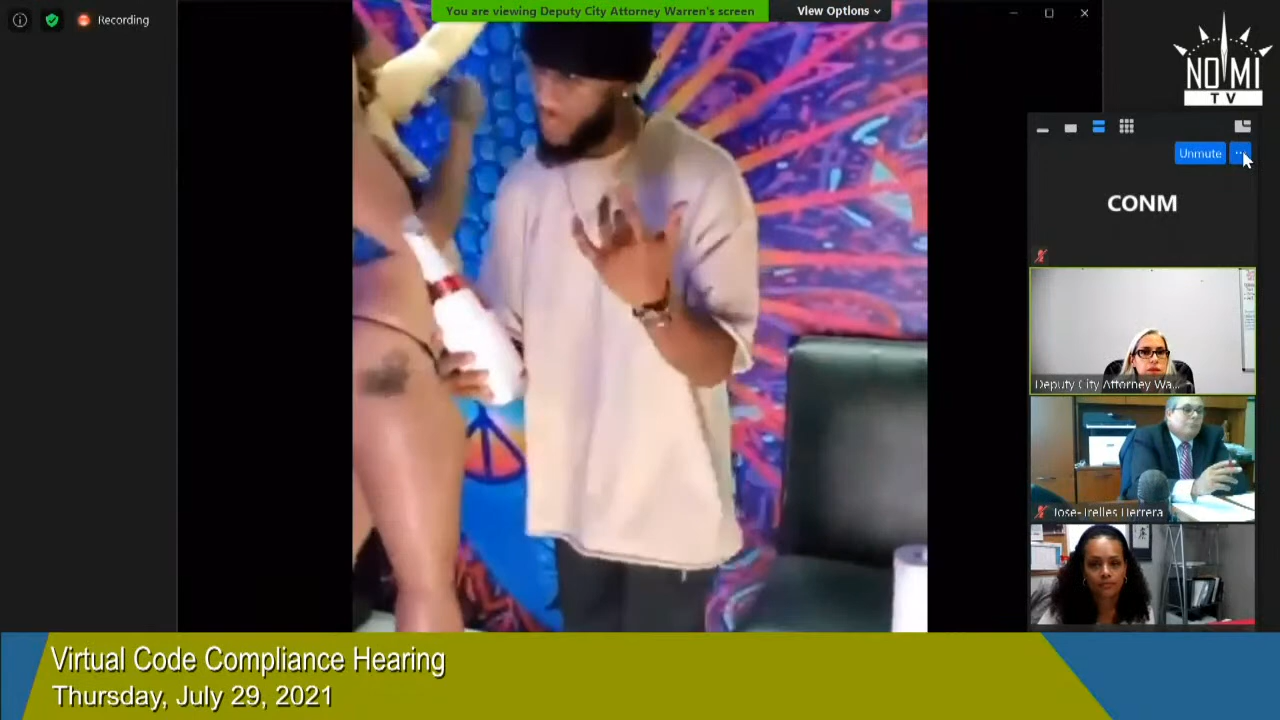 Recording
You are viewing Deputy City Attorney Warren's screen
View Options
NOMI
TV
Unmute
CONM
Deputy City Attorney Wa...
Jose- Trelles Herrera
Virtual Code Compliance Hearing
Thursday, July 29, 2021